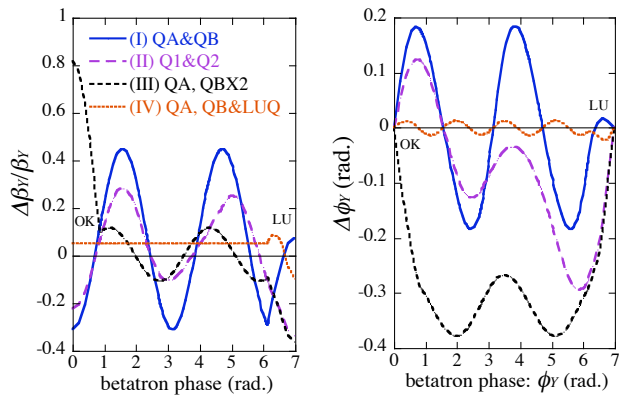 (I) QA&QB
(II) Q1&Q2
(III) QA, QBX2
(IV) QA, QB&LUQ
1
0.8
0.6
0.4
0.2
0
-0.2
-0.4
ΔβY/βY
OK
LU
0 1 2 3 4 5 6 7
betatron phase (rad.)
0.2
0.1
0
-0.1
-0.2
-0.3
-0.4
ΔϕY (rad.)
OK
LU
0 1 2 3 4 5 6 7
betatron phase: ϕY (rad.)